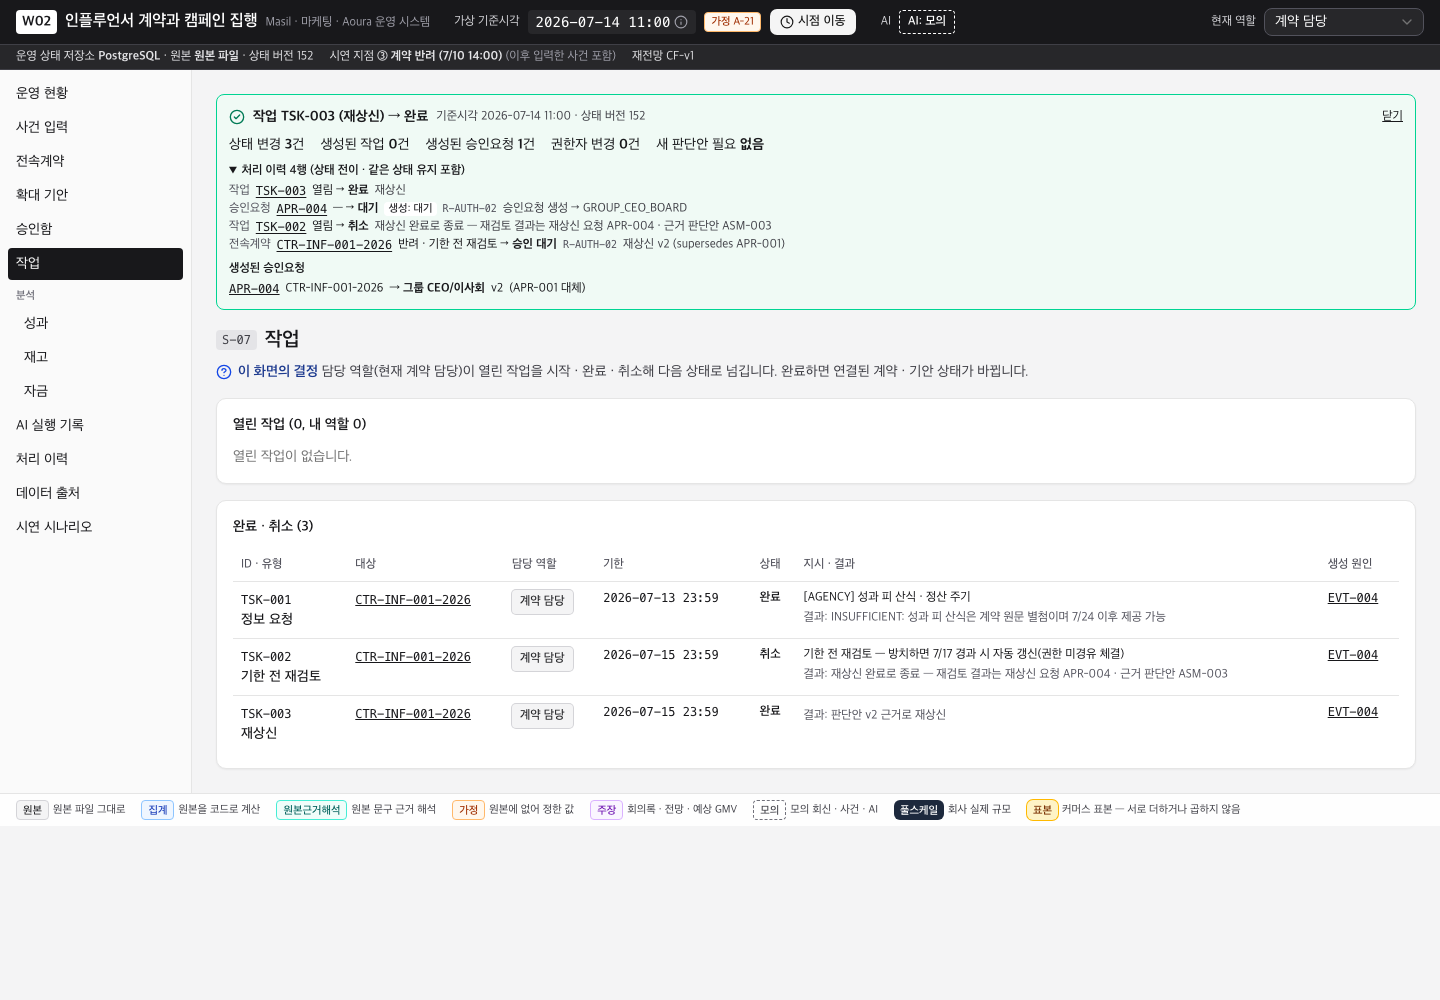 W02 인플루언서 계약과 캠페인 집행 Masil · 마케팅 · Aoura 운영 시스템 가상 기준시각 2026-07-14 11:00 가정 A-21 시점 이동 AI AI: 모의 현재 역할 계약 담당
운영 상태 저장소 PostgreSQL · 원본 원본 파일 · 상태 버전 152 시연 지점 ③ 계약 반려 (7/10 14:00) (이후 입력한 사건 포함) 재전망 CF-v1
운영 현황
사건 입력
전속계약
확대 기안
승인함
작업
분석
성과
재고
자금
AI 실행 기록
처리 이력
데이터 출처
시연 시나리오
작업 TSK-003 (재상신) → 완료 기준시각 2026-07-14 11:00 · 상태 버전 152 닫기
상태 변경 3건 생성된 작업 0건 생성된 승인요청 1건 권한자 변경 0건 새 판단안 필요 없음
▼ 처리 이력 4행 (상태 전이 · 같은 상태 유지 포함)
작업 TSK-003 열림 → 완료 재상신
승인요청 APR-004 — → 대기 생성: 대기 R-AUTH-02 승인요청 생성 → GROUP_CEO_BOARD
작업 TSK-002 열림 → 취소 재상신 완료로 종료 — 재검토 결과는 재상신 요청 APR-004 · 근거 판단안 ASM-003
전속계약 CTR-INF-001-2026 반려 · 기한 전 재검토 → 승인 대기 R-AUTH-02 재상신 v2 (supersedes APR-001)
생성된 승인요청
APR-004 CTR-INF-001-2026 → 그룹 CEO/이사회 v2 (APR-001 대체)
S-07 작업
이 화면의 결정 담당 역할(현재 계약 담당)이 열린 작업을 시작 · 완료 · 취소해 다음 상태로 넘깁니다. 완료하면 연결된 계약 · 기안 상태가 바뀝니다.
열린 작업 (0, 내 역할 0)
열린 작업이 없습니다.
완료 · 취소 (3)
ID · 유형 대상 담당 역할 기한 상태 지시 · 결과 생성 원인
TSK-001 CTR-INF-001-2026 계약 담당 2026-07-13 23:59 완료 [AGENCY] 성과 피 산식 · 정산 주기 EVT-004
정보 요청 결과: INSUFFICIENT: 성과 피 산식은 계약 원문 별첨이며 7/24 이후 제공 가능
TSK-002 CTR-INF-001-2026 계약 담당 2026-07-15 23:59 취소 기한 전 재검토 — 방치하면 7/17 경과 시 자동 갱신(권한 미경유 체결) EVT-004
기한 전 재검토 결과: 재상신 완료로 종료 — 재검토 결과는 재상신 요청 APR-004 · 근거 판단안 ASM-003
TSK-003 CTR-INF-001-2026 계약 담당 2026-07-15 23:59 완료 결과: 판단안 v2 근거로 재상신 EVT-004
재상신
원본 원본 파일 그대로 집계 원본을 코드로 계산 원본근거해석 원본 문구 근거 해석 가정 원본에 없어 정한 값 주장 회의록 · 전망 · 예상 GMV 모의 모의 회신 · 사건 · AI 풀스케일 회사 실제 규모 표본 커머스 표본 — 서로 더하거나 곱하지 않음